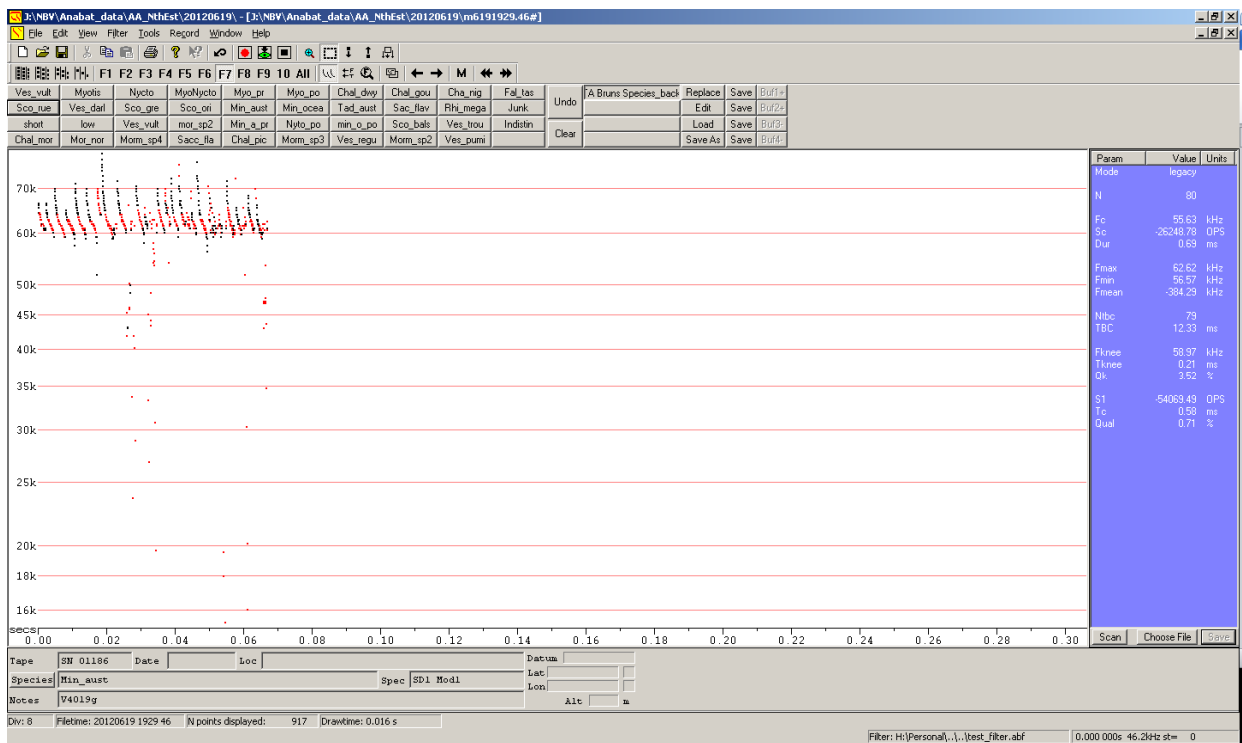 J:\NBV\Anabat_data\AA_NthEst\20120619\ - [J:\NBV\Anabat_data\AA_NthEst\20120619\m6191929.46#]
File Edit View Filter Tools Record Window Help
F1 F2 F3 F4 F5 F6 F7 F8 F9 10 All M
Ves_vult Myotis Nycto MyoNycto Myo_pr Myo_po Chal_dwy Chal_gou Cha_nig Fal_tas Undo A Bruns Species_back Replace Save Buf1+
Sco_rue Ves_darl Sco_gre Sco_ori Min_aust Min_ocea Tad_aust Sac_flav Rhi_mega Junk Edit Save Buf2+
short low Ves_vult mor_sp2 Min_a_pr Nyto_po min_o_po Sco_bals Ves_trou Indistin Clear Load Save Buf3-
Chal_mor Mor_nor Morm_sp4 Sacc_fla Chal_pic Morm_sp3 Ves_regu Morm_sp2 Ves_pumi Save As Save Buf4-
Param Value Units
Mode legacy
N 80
Fc 55.63 kHz
Sc -26248.78 OPS
Dur 0.69 ms
Fmax 62.62 kHz
Fmin 56.57 kHz
Fmean -384.29 kHz
Ntbc 79
TBC 12.33 ms
Fknee 58.97 kHz
Tknee 0.21 ms
Qk 3.52 %
S1 -54069.49 OPS
Tc 0.58 ms
Qual 0.71 %
70k
60k
50k
45k
40k
35k
30k
25k
20k
18k
16k
secs
0.00 0.02 0.04 0.06 0.08 0.10 0.12 0.14 0.16 0.18 0.20 0.22 0.24 0.26 0.28 0.30
Scan Choose File Save
Tape SN 01186 Date Loc Datum
Species Min_aust Spec SD1 Mod1 Lat
Lon
Notes V4019g Alt m
Div: 8 Filetime: 20120619 1929 46 N points displayed: 917 Drawtime: 0.016 s
Filter: H:\Personal\..\..\test_filter.abf 0.000 000s 46.2kHz st= 0